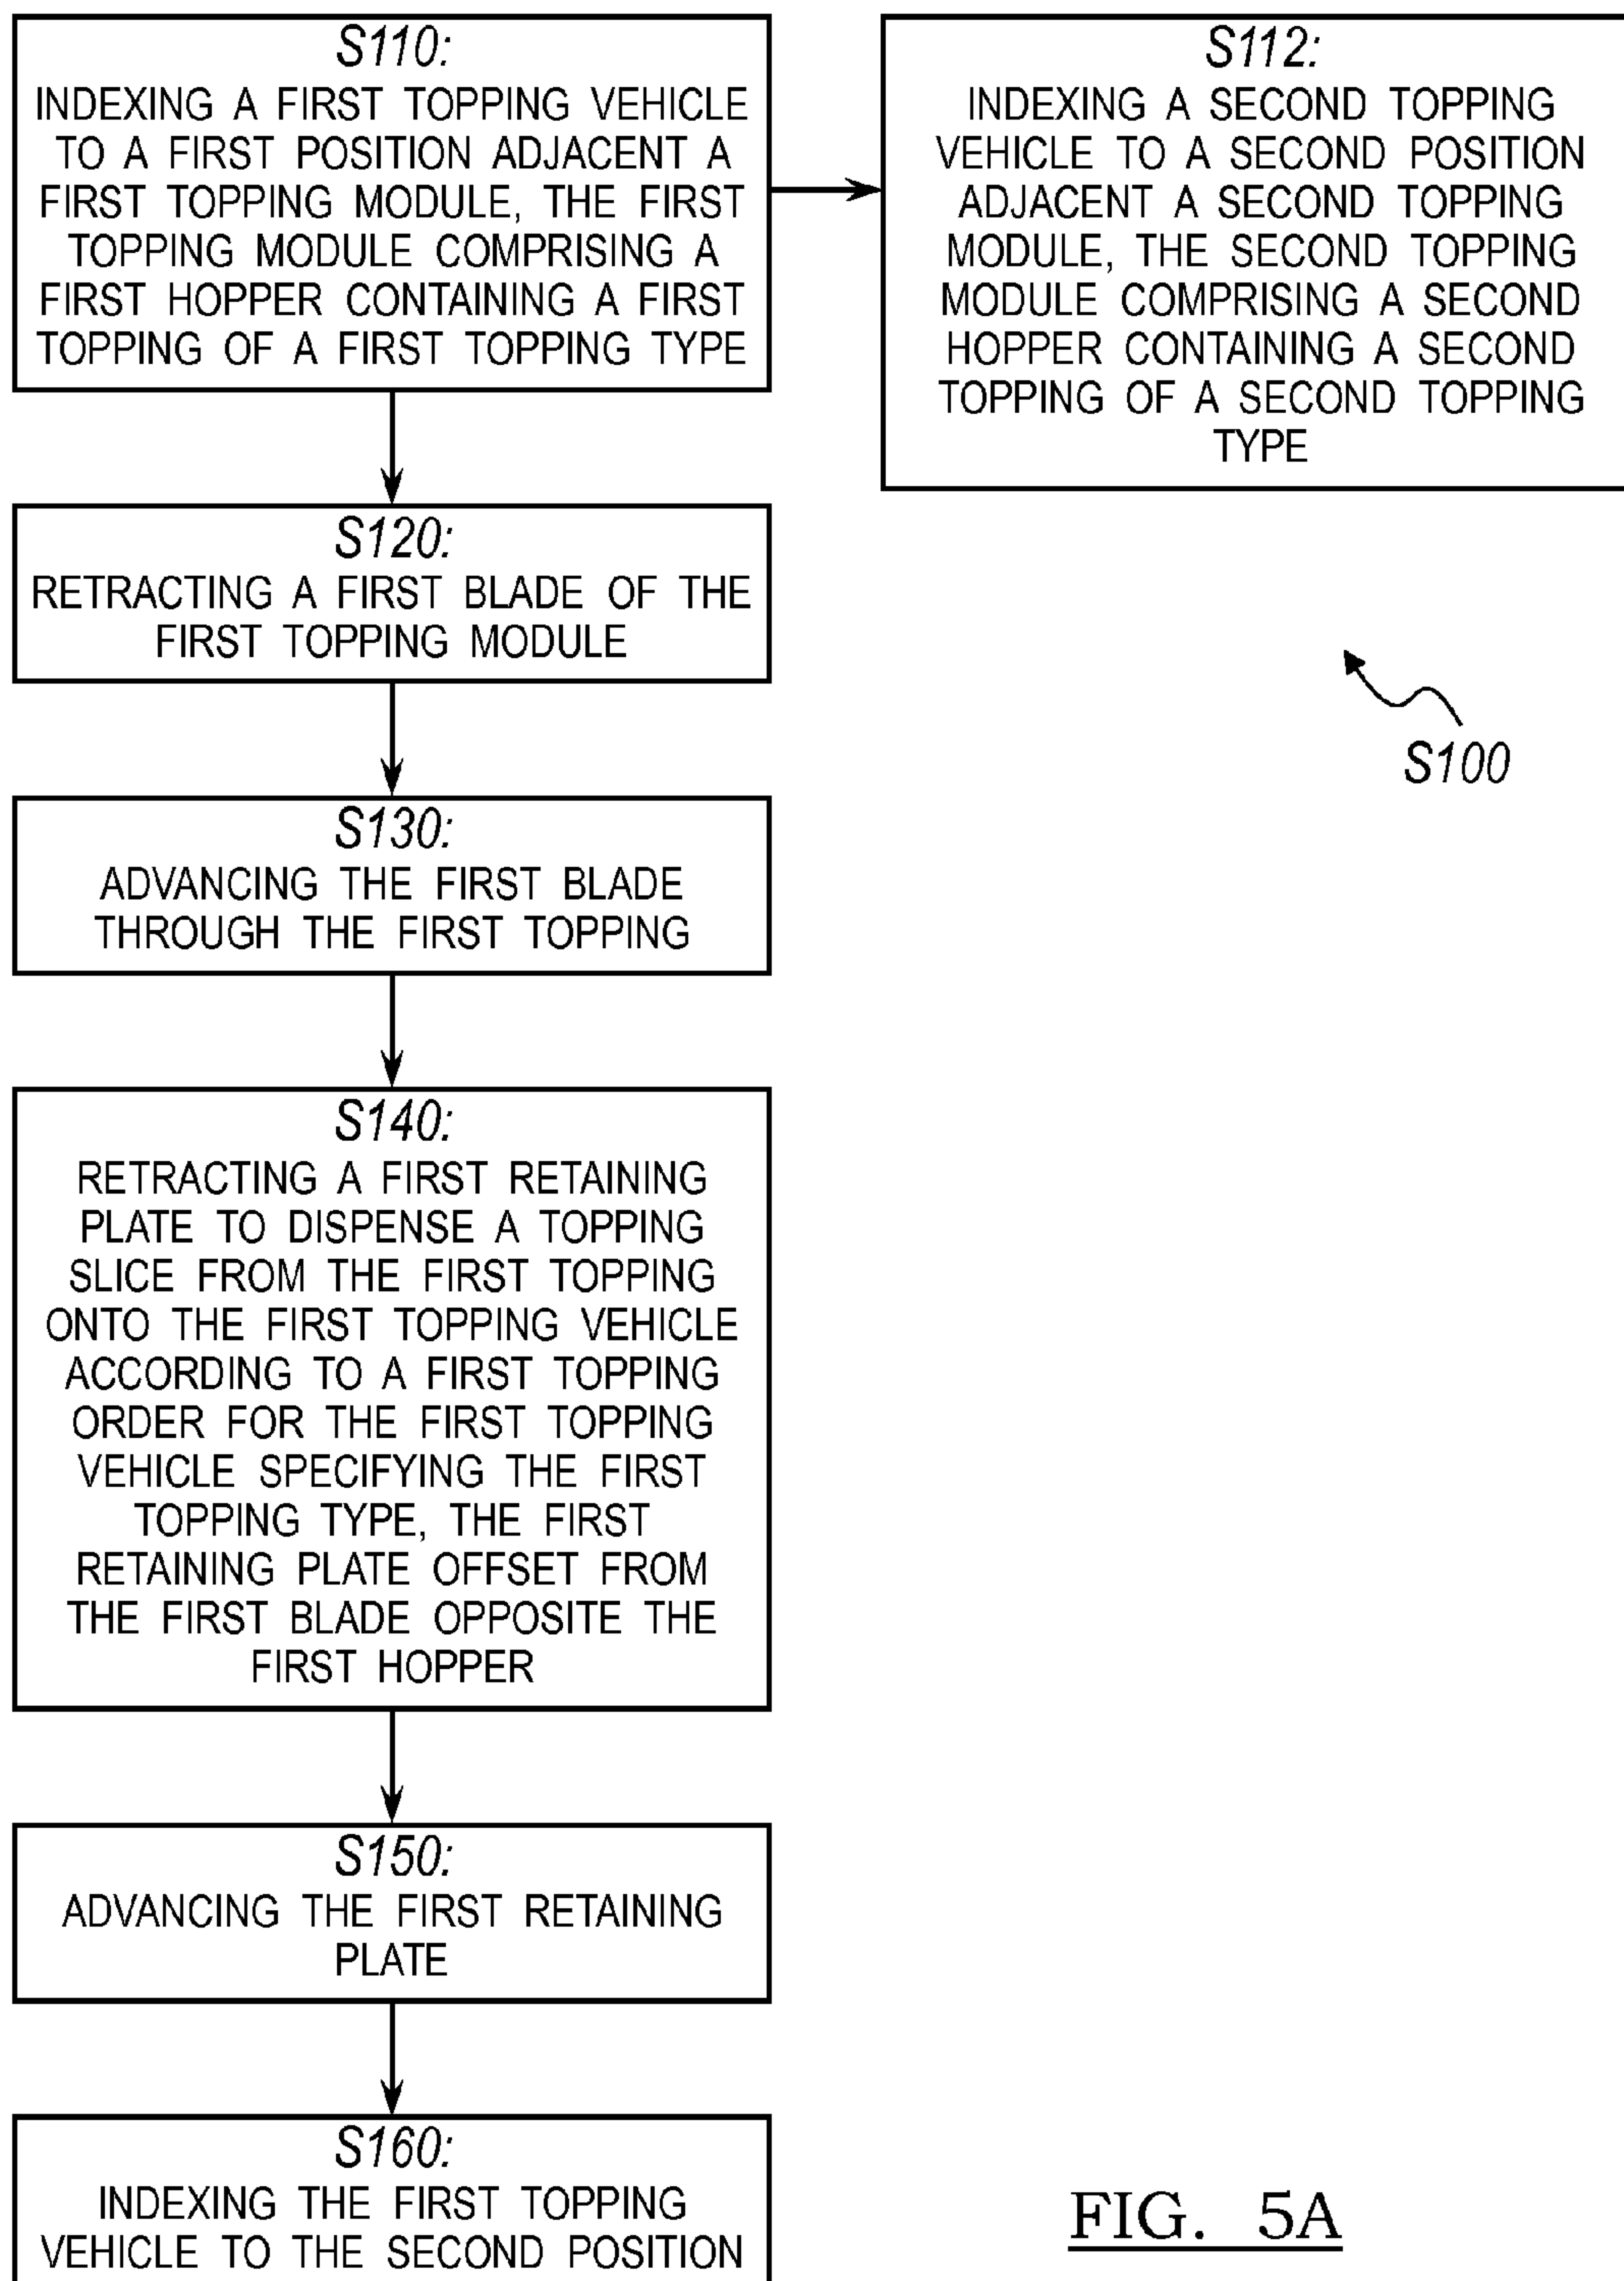 S110:
INDEXING A FIRST TOPPING VEHICLE
TO A FIRST POSITION ADJACENT A
FIRST TOPPING MODULE, THE FIRST
TOPPING MODULE COMPRISING A
FIRST HOPPER CONTAINING A FIRST
TOPPING OF A FIRST TOPPING TYPE
S112:
INDEXING A SECOND TOPPING
VEHICLE TO A SECOND POSITION
ADJACENT A SECOND TOPPING
MODULE, THE SECOND TOPPING
MODULE COMPRISING A SECOND
HOPPER CONTAINING A SECOND
TOPPING OF A SECOND TOPPING
TYPE
S120:
RETRACTING A FIRST BLADE OF THE
FIRST TOPPING MODULE
S100
S130:
ADVANCING THE FIRST BLADE
THROUGH THE FIRST TOPPING
S140:
RETRACTING A FIRST RETAINING
PLATE TO DISPENSE A TOPPING
SLICE FROM THE FIRST TOPPING
ONTO THE FIRST TOPPING VEHICLE
ACCORDING TO A FIRST TOPPING
ORDER FOR THE FIRST TOPPING
VEHICLE SPECIFYING THE FIRST
TOPPING TYPE, THE FIRST
RETAINING PLATE OFFSET FROM
THE FIRST BLADE OPPOSITE THE
FIRST HOPPER
S150:
ADVANCING THE FIRST RETAINING
PLATE
S160:
INDEXING THE FIRST TOPPING
VEHICLE TO THE SECOND POSITION
FIG. 5A